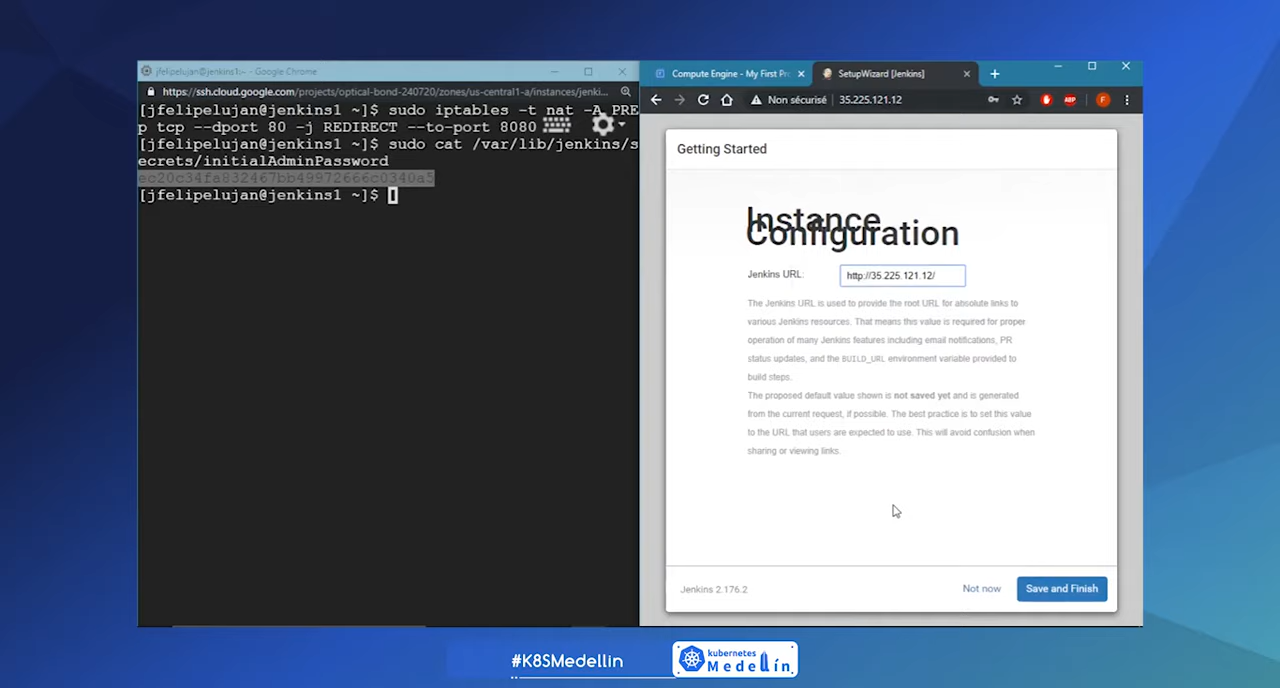 jfelipelujan@jenkins1:~ - Google Chrome
https://ssh.cloud.google.com/projects/optical-bond-240720/zones/us-central1-a/instances/jenki...
[jfelipelujan@jenkins1 ~]$ sudo iptables -t nat -A PRE
p tcp --dport 80 -j REDIRECT --to-port 8080
[jfelipelujan@jenkins1 ~]$ sudo cat /var/lib/jenkins/s
ecrets/initialAdminPassword
ec20c34fa832467bb49972666c0340a5
[jfelipelujan@jenkins1 ~]$
Compute Engine - My First Pro
SetupWizard [Jenkins]
Non sécurisé
35.225.121.12
ABP
F
Getting Started
Instance
Configuration
Jenkins URL:
http://35.225.121.12/
The Jenkins URL is used to provide the root URL for absolute links to
various Jenkins resources. That means this value is required for proper
operation of many Jenkins features including email notifications, PR
status updates, and the BUILD_URL environment variable provided to
build steps.
The proposed default value shown is not saved yet and is generated
from the current request, if possible. The best practice is to set this value
to the URL that users are expected to use. This will avoid confusion when
sharing or viewing links.
Jenkins 2.176.2
Not now
Save and Finish
#K8SMedellin
kubernetes
Medellín